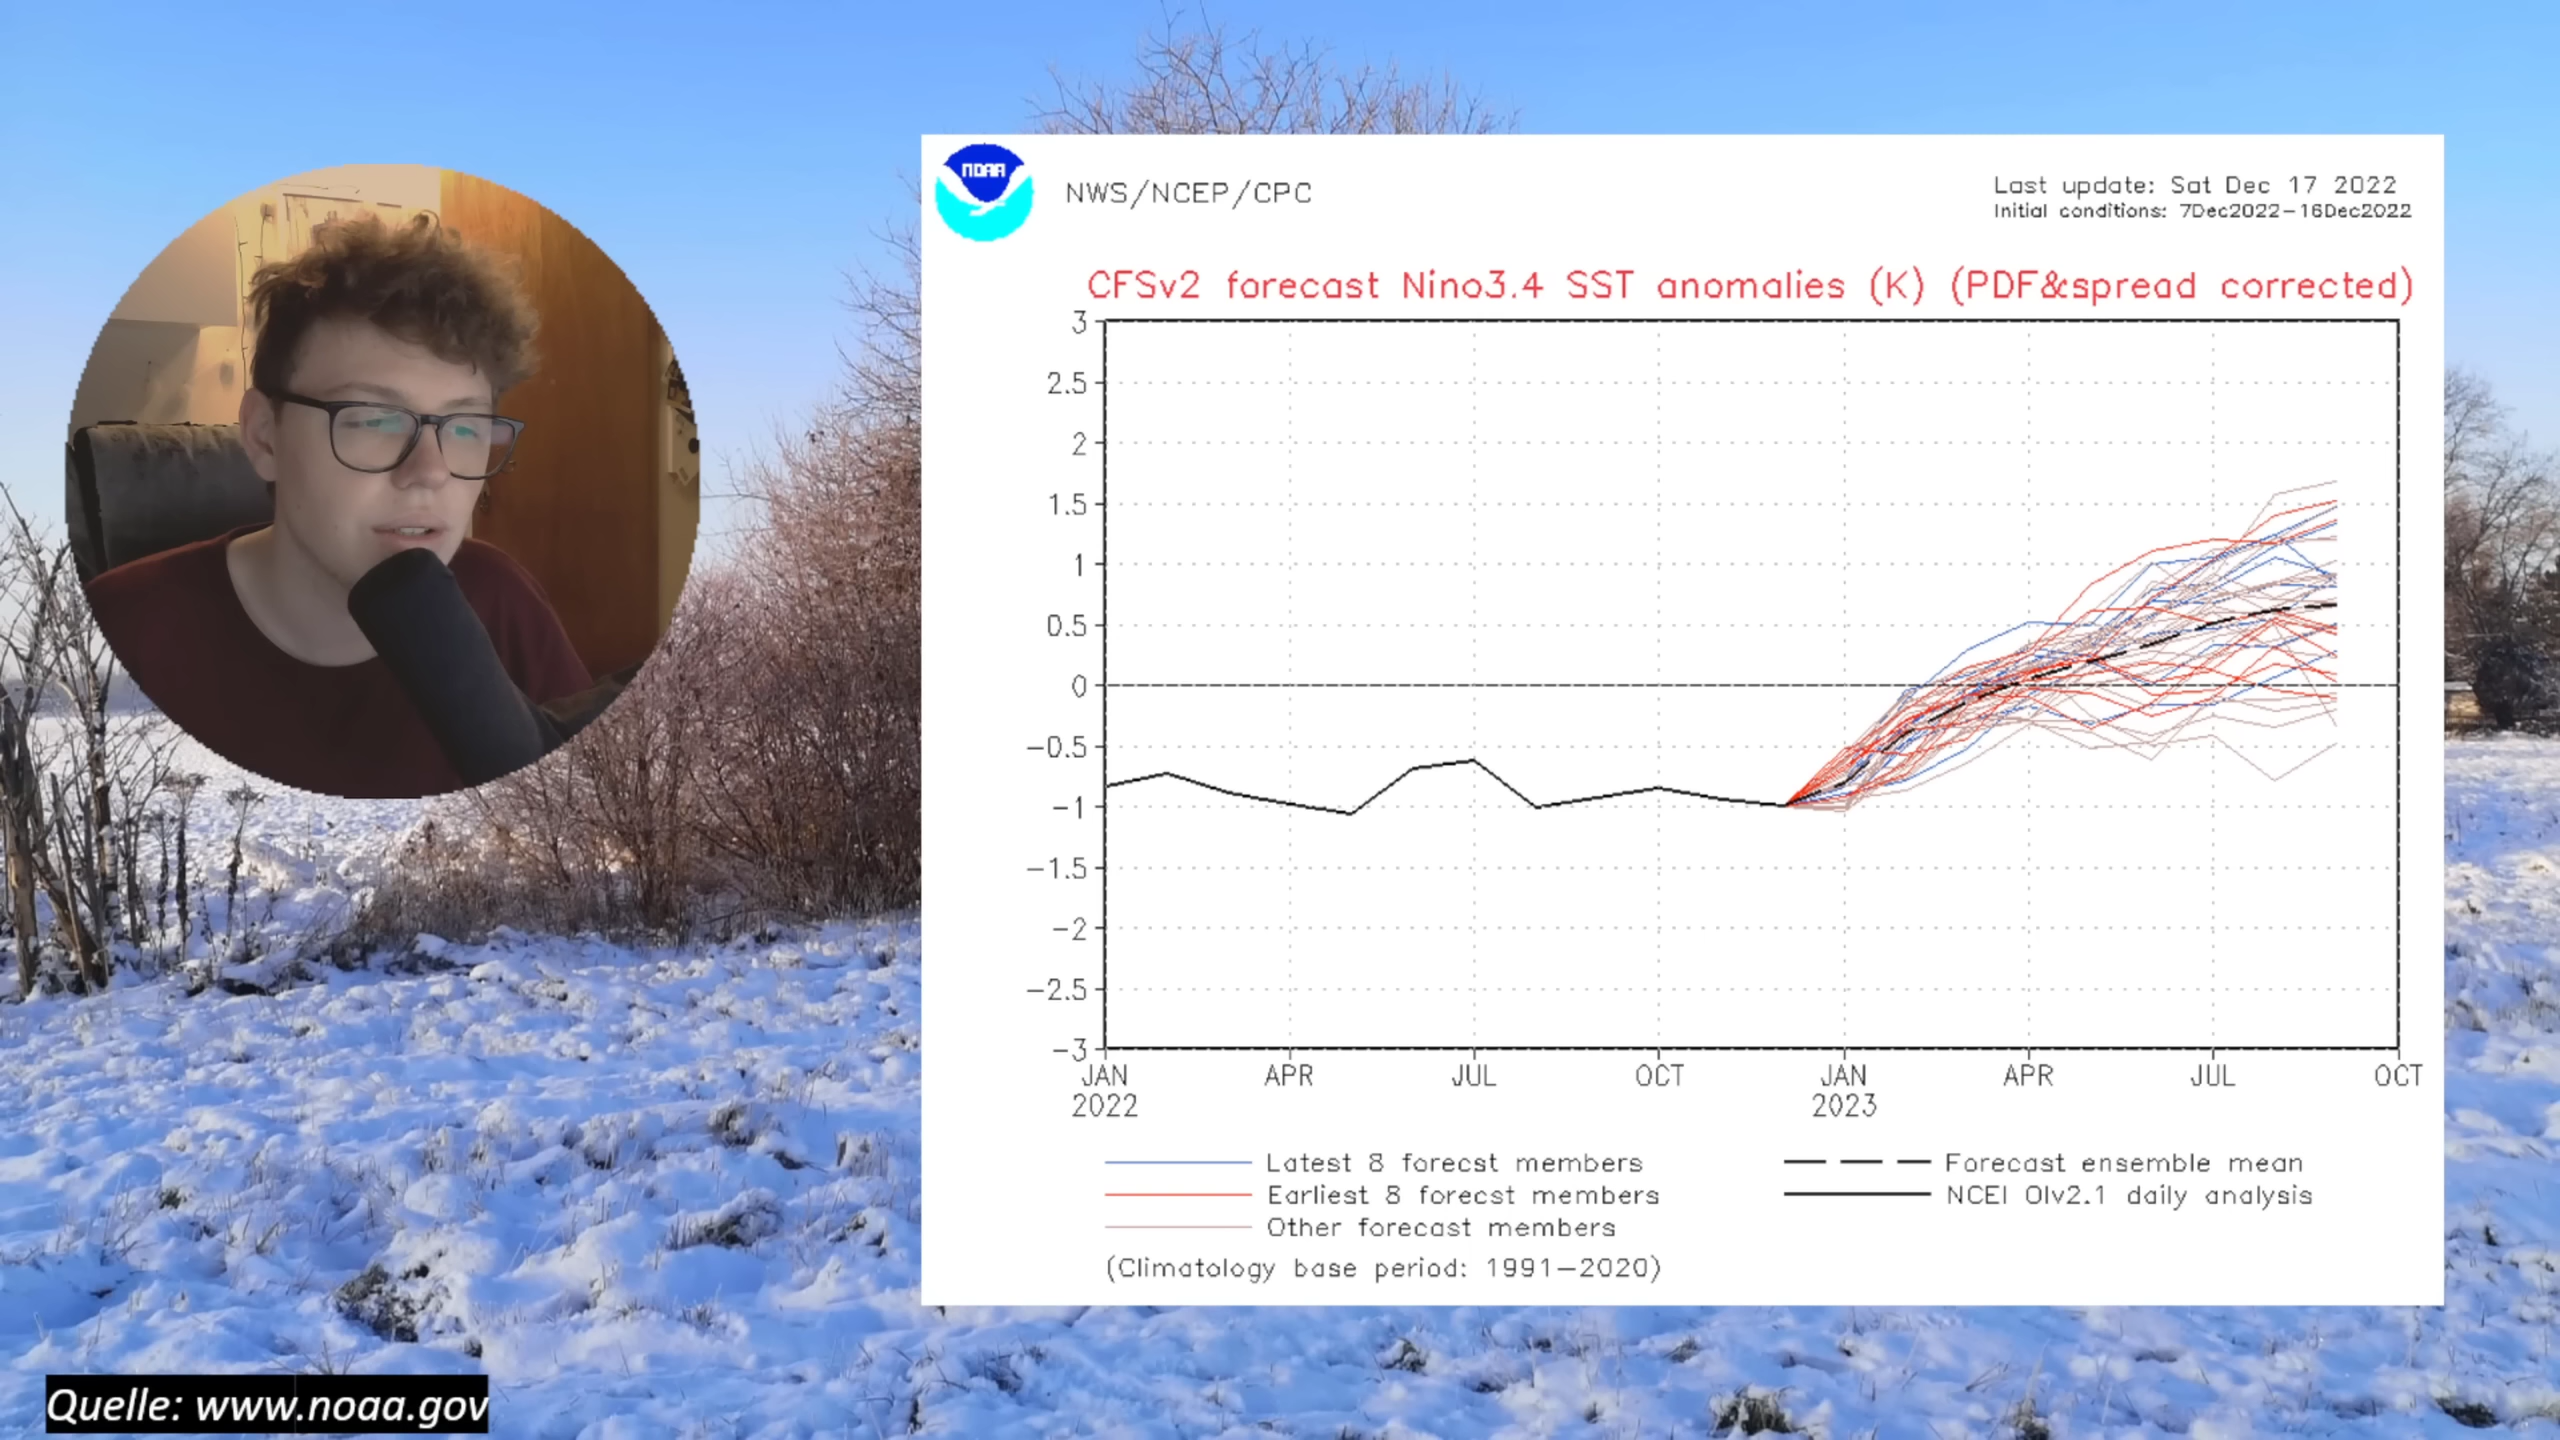 NOAA
NWS/NCEP/CPC
Last update: Sat Dec 17 2022
Initial conditions: 7Dec2022-16Dec2022
CFSv2 forecast Nino3.4 SST anomalies (K) (PDF&spread corrected)
3
2.5
2
1.5
1
0.5
0
-0.5
-1
-1.5
-2
-2.5
-3
JAN APR JUL OCT JAN APR JUL OCT
2022 2023
Latest 8 forecst members
Earliest 8 forecst members
Other forecast members
Forecast ensemble mean
NCEI OIv2.1 daily analysis
(Climatology base period: 1991-2020)
Quelle: www.noaa.gov